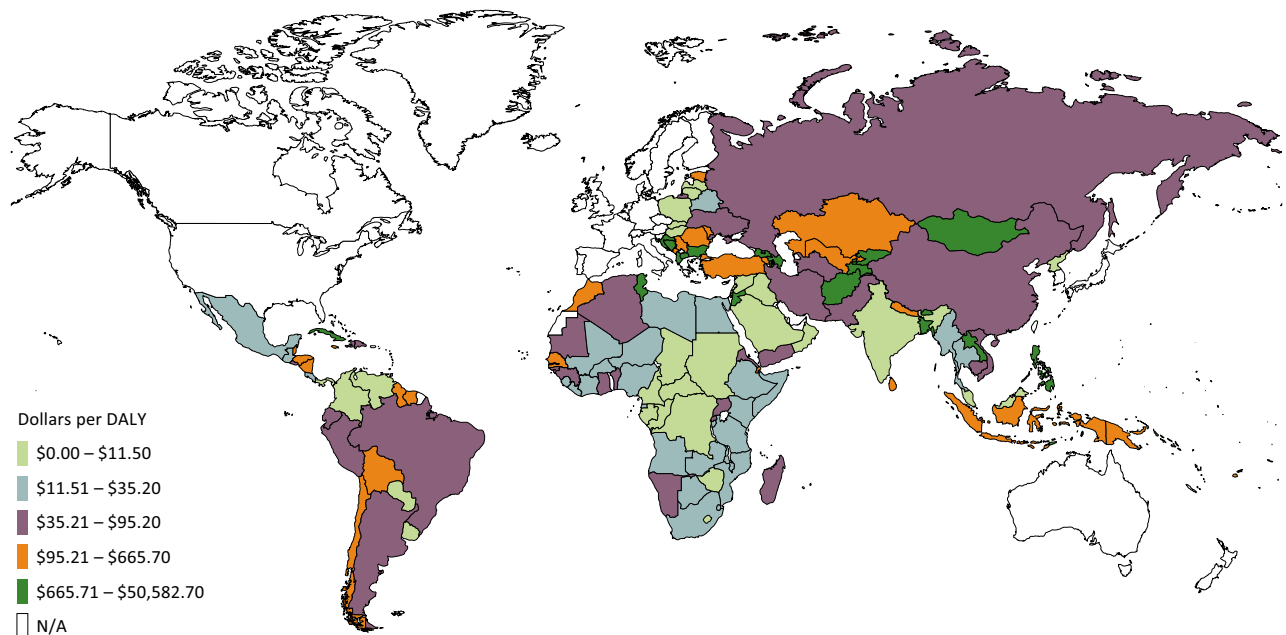 Dollars per DALY
$0.00 – $11.50
$11.51 – $35.20
$35.21 – $95.20
$95.21 – $665.70
$665.71 – $50,582.70
N/A